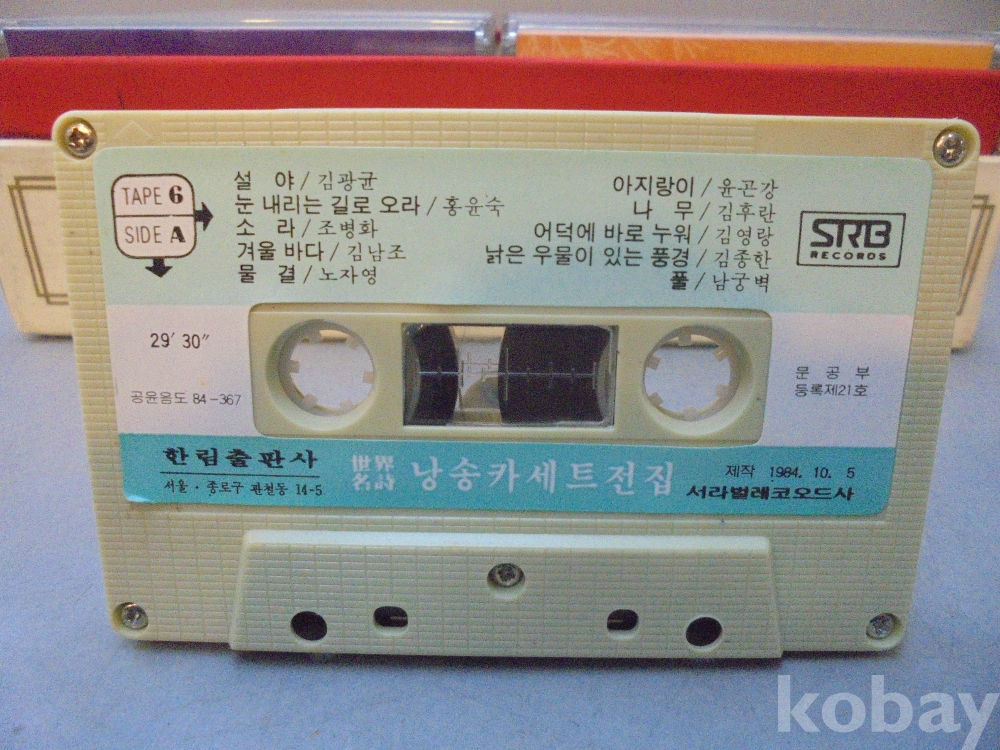 TAPE 6
SIDE A
설 야 / 김광균
눈 내리는 길로 오라 / 홍윤숙
소 라 / 조병화
겨울 바다 / 김남조
물 결 / 노자영
아지랑이 / 윤곤강
나 무 / 김후란
어덕에 바로 누워 / 김영랑
낡은 우물이 있는 풍경 / 김종한
풀 / 남궁벽
SRB
RECORDS
29′ 30″
공윤음도 84-367
문 공 부
등록제21호
한림출판사
서울·종로구 관철동 14-5
世界
名詩
낭송카세트전집
제작 1984. 10. 5
서라벌레코오드사
kobay